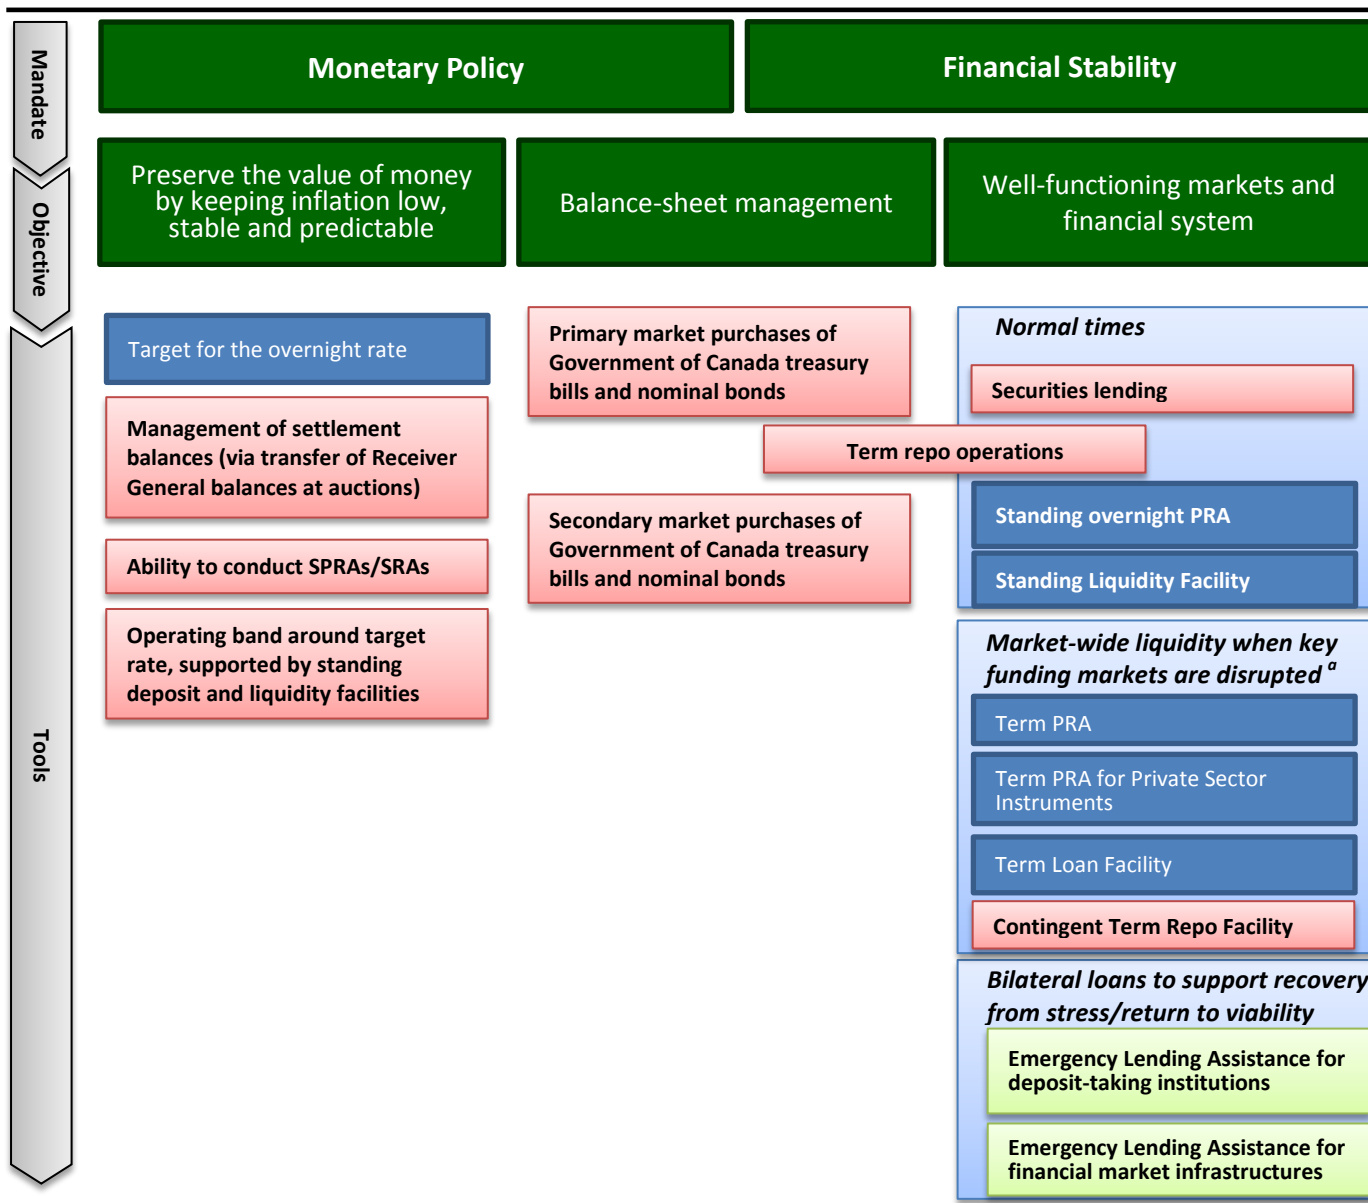 Mandate
Monetary Policy
Financial Stability
Objective
Preserve the value of money
by keeping inflation low,
stable and predictable
Balance-sheet management
Well-functioning markets and
financial system
Tools
Target for the overnight rate
Management of settlement
balances (via transfer of Receiver
General balances at auctions)
Ability to conduct SPRAs/SRAs
Operating band around target
rate, supported by standing
deposit and liquidity facilities
Primary market purchases of
Government of Canada treasury
bills and nominal bonds
Term repo operations
Secondary market purchases of
Government of Canada treasury
bills and nominal bonds
Normal times
Securities lending
Standing overnight PRA
Standing Liquidity Facility
Market-wide liquidity when key
funding markets are disrupted a
Term PRA
Term PRA for Private Sector
Instruments
Term Loan Facility
Contingent Term Repo Facility
Bilateral loans to support recovery
from stress/return to viability
Emergency Lending Assistance for
deposit-taking institutions
Emergency Lending Assistance for
financial market infrastructures